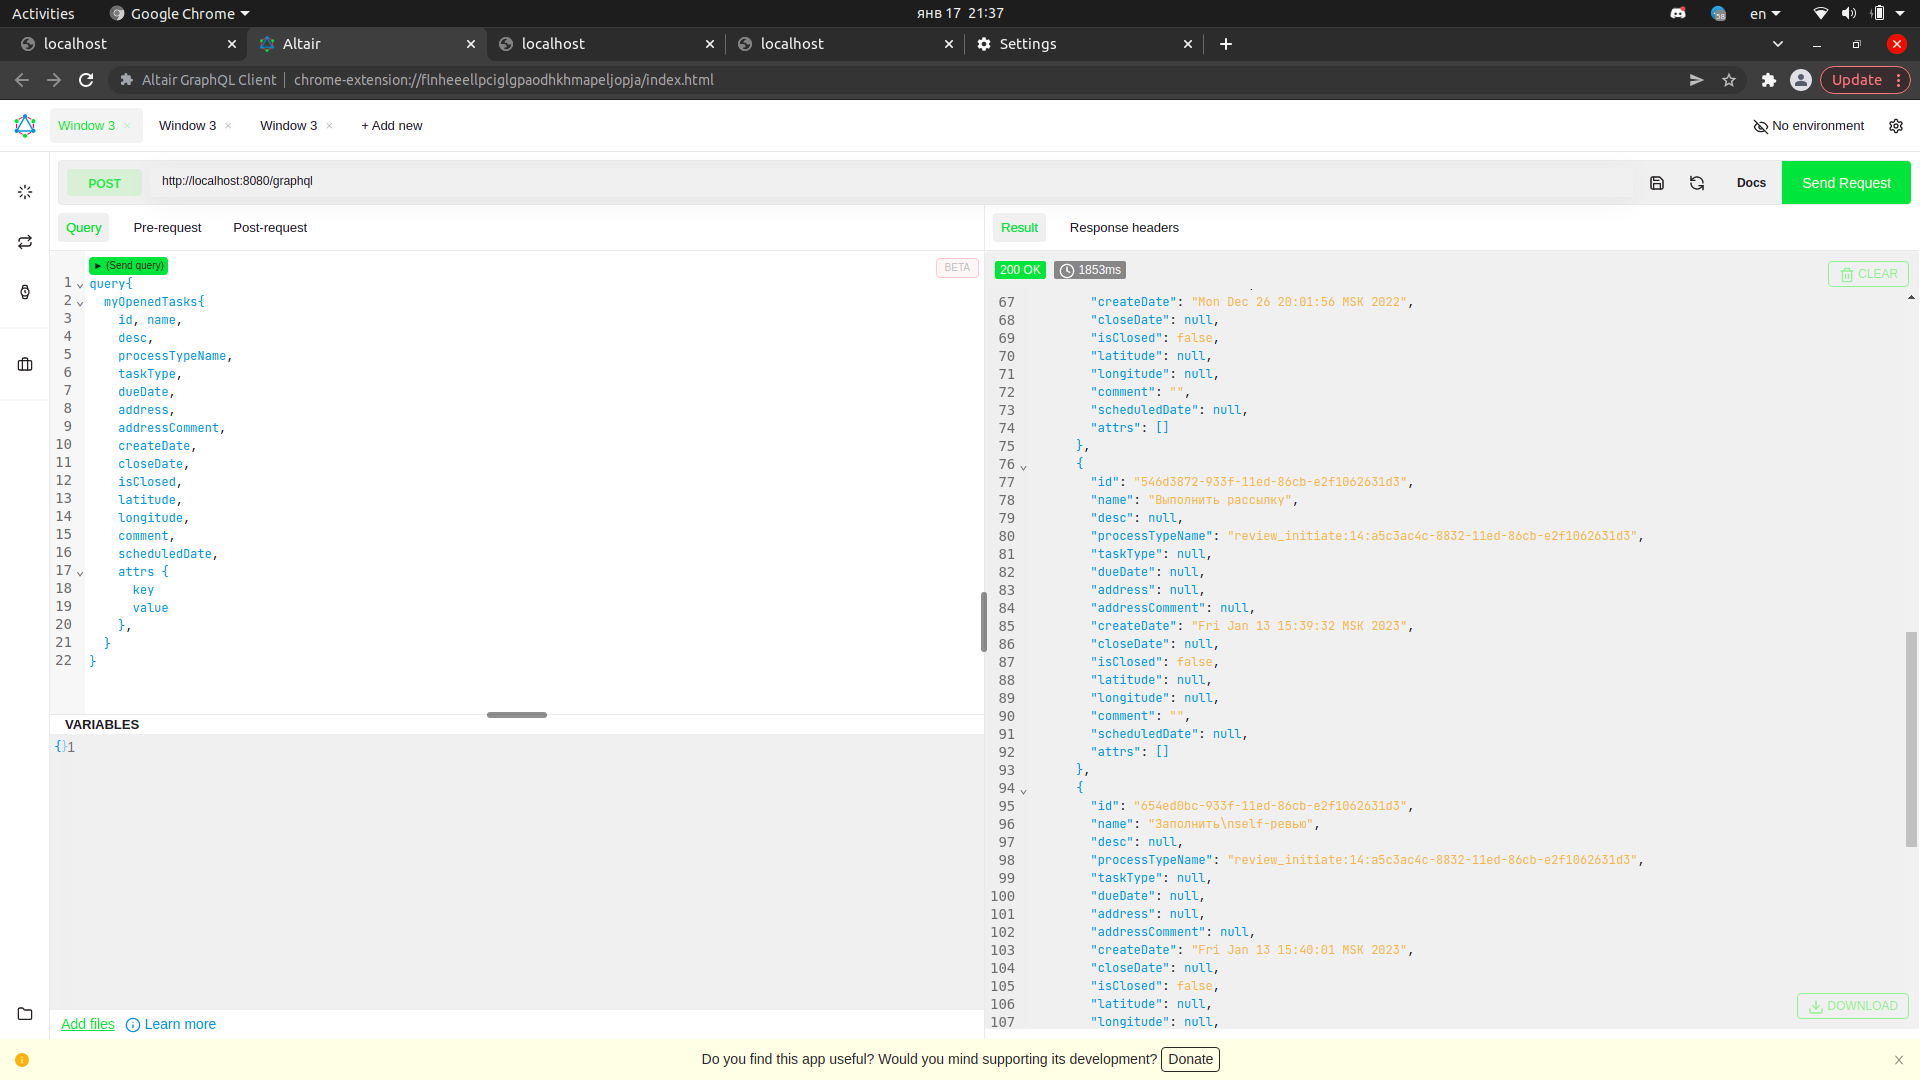 Activities
Google Chrome
янв 17 21:37
58
en
localhost
Altair
localhost
localhost
Settings
Altair GraphQL Client
chrome-extension://flnheeellpciglgpaodhkhmapeljopja/index.html
Update
Window 3
Window 3
Window 3
+ Add new
No environment
POST
http://localhost:8080/graphql
Docs
Send Request
Query
Pre-request
Post-request
Result
Response headers
(Send query)
BETA
1 query{
2 myOpenedTasks{
3 id, name,
4 desc,
5 processTypeName,
6 taskType,
7 dueDate,
8 address,
9 addressComment,
10 createDate,
11 closeDate,
12 isClosed,
13 latitude,
14 longitude,
15 comment,
16 scheduledDate,
17 attrs {
18 key
19 value
20 },
21 }
22 }
VARIABLES
{}1
Add files
Learn more
200 OK
1853ms
CLEAR
67 "createDate": "Mon Dec 26 20:01:56 MSK 2022",
68 "closeDate": null,
69 "isClosed": false,
70 "latitude": null,
71 "longitude": null,
72 "comment": "",
73 "scheduledDate": null,
74 "attrs": []
75 },
76 {
77 "id": "546d3872-933f-11ed-86cb-e2f1062631d3",
78 "name": "Выполнить рассылку",
79 "desc": null,
80 "processTypeName": "review_initiate:14:a5c3ac4c-8832-11ed-86cb-e2f1062631d3",
81 "taskType": null,
82 "dueDate": null,
83 "address": null,
84 "addressComment": null,
85 "createDate": "Fri Jan 13 15:39:32 MSK 2023",
86 "closeDate": null,
87 "isClosed": false,
88 "latitude": null,
89 "longitude": null,
90 "comment": "",
91 "scheduledDate": null,
92 "attrs": []
93 },
94 {
95 "id": "654ed0bc-933f-11ed-86cb-e2f1062631d3",
96 "name": "Заполнить\nself-ревью",
97 "desc": null,
98 "processTypeName": "review_initiate:14:a5c3ac4c-8832-11ed-86cb-e2f1062631d3",
99 "taskType": null,
100 "dueDate": null,
101 "address": null,
102 "addressComment": null,
103 "createDate": "Fri Jan 13 15:40:01 MSK 2023",
104 "closeDate": null,
105 "isClosed": false,
106 "latitude": null,
107 "longitude": null,
DOWNLOAD
Do you find this app useful? Would you mind supporting its development? Donate